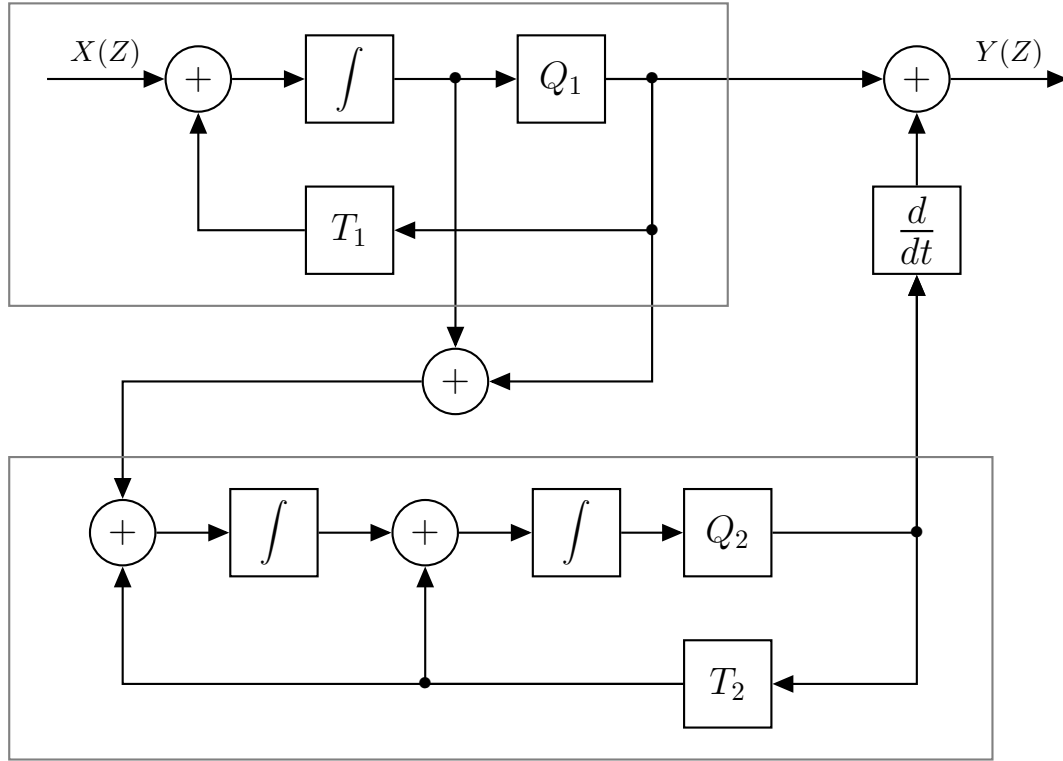 X(Z) + ∫ Q₁ + Y(Z)
T₁ d/dt
+
+ ∫ + ∫ Q₂
T₂